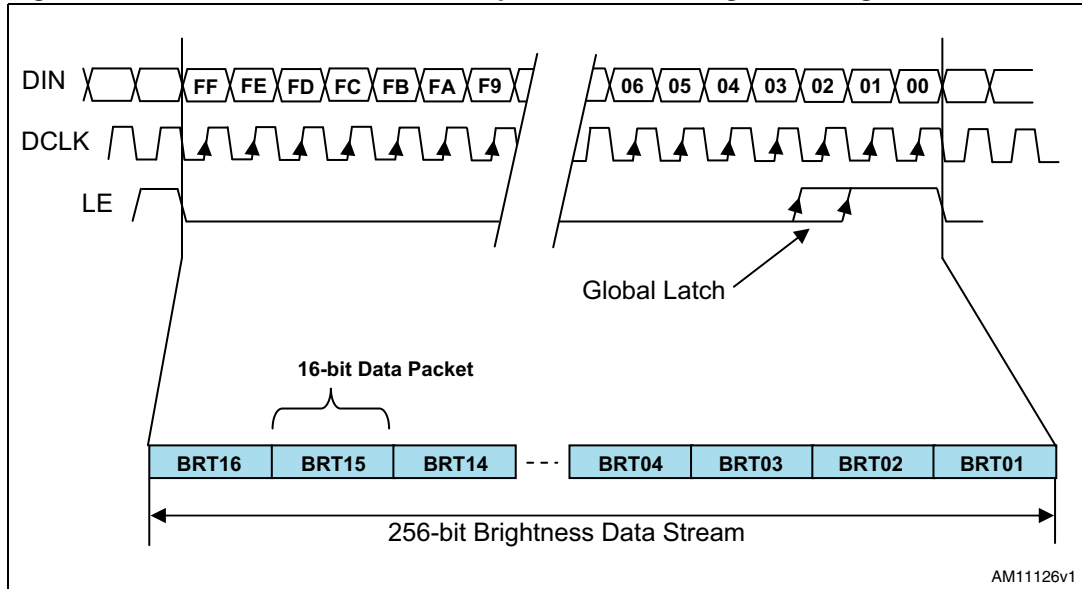 DIN FF FE FD FC FB FA F9 06 05 04 03 02 01 00
DCLK
LE
Global Latch
16-bit Data Packet
BRT16 BRT15 BRT14 - - - BRT04 BRT03 BRT02 BRT01
256-bit Brightness Data Stream
AM11126v1